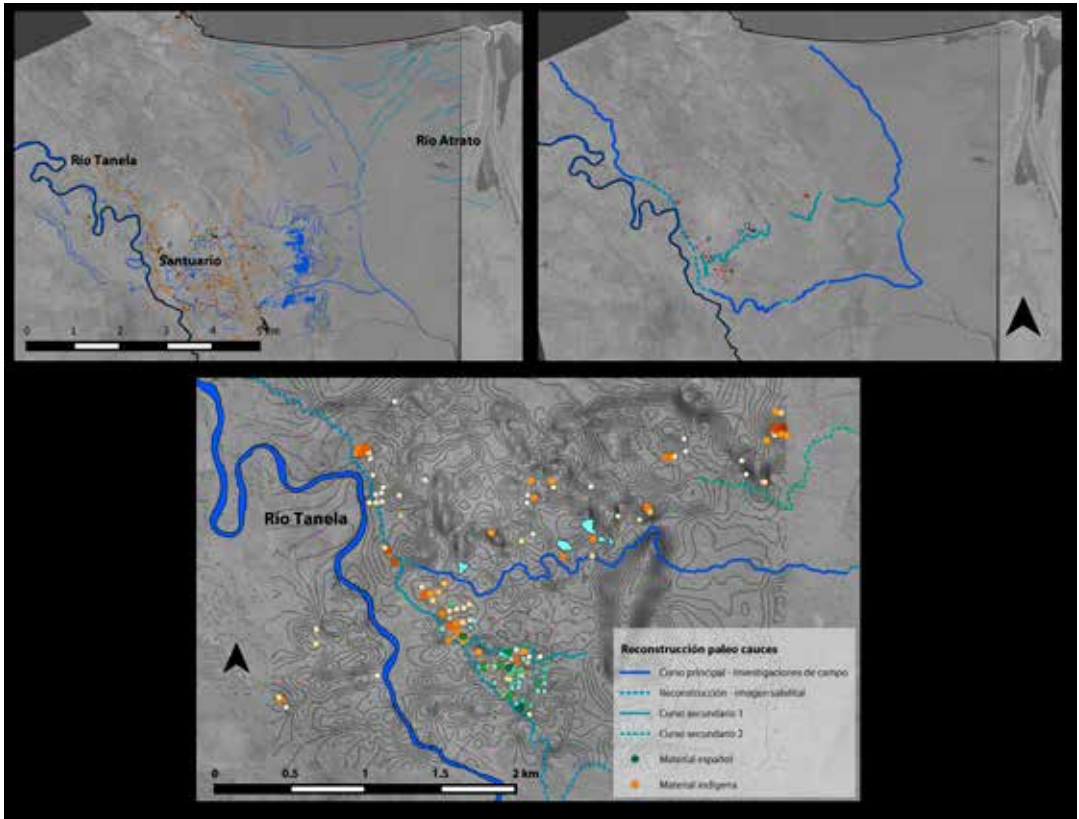 Río Tanela
Río Atrato
Santuario
0 1 2 3 4 5 km
Río Tanela
Reconstrucción paleo cauces
Curso principal - Investigaciones de campo
Reconstrucción - imagen satelital
Curso secundario 1
Curso secundario 2
Material español
Material indígena
0 0.5 1 2 km